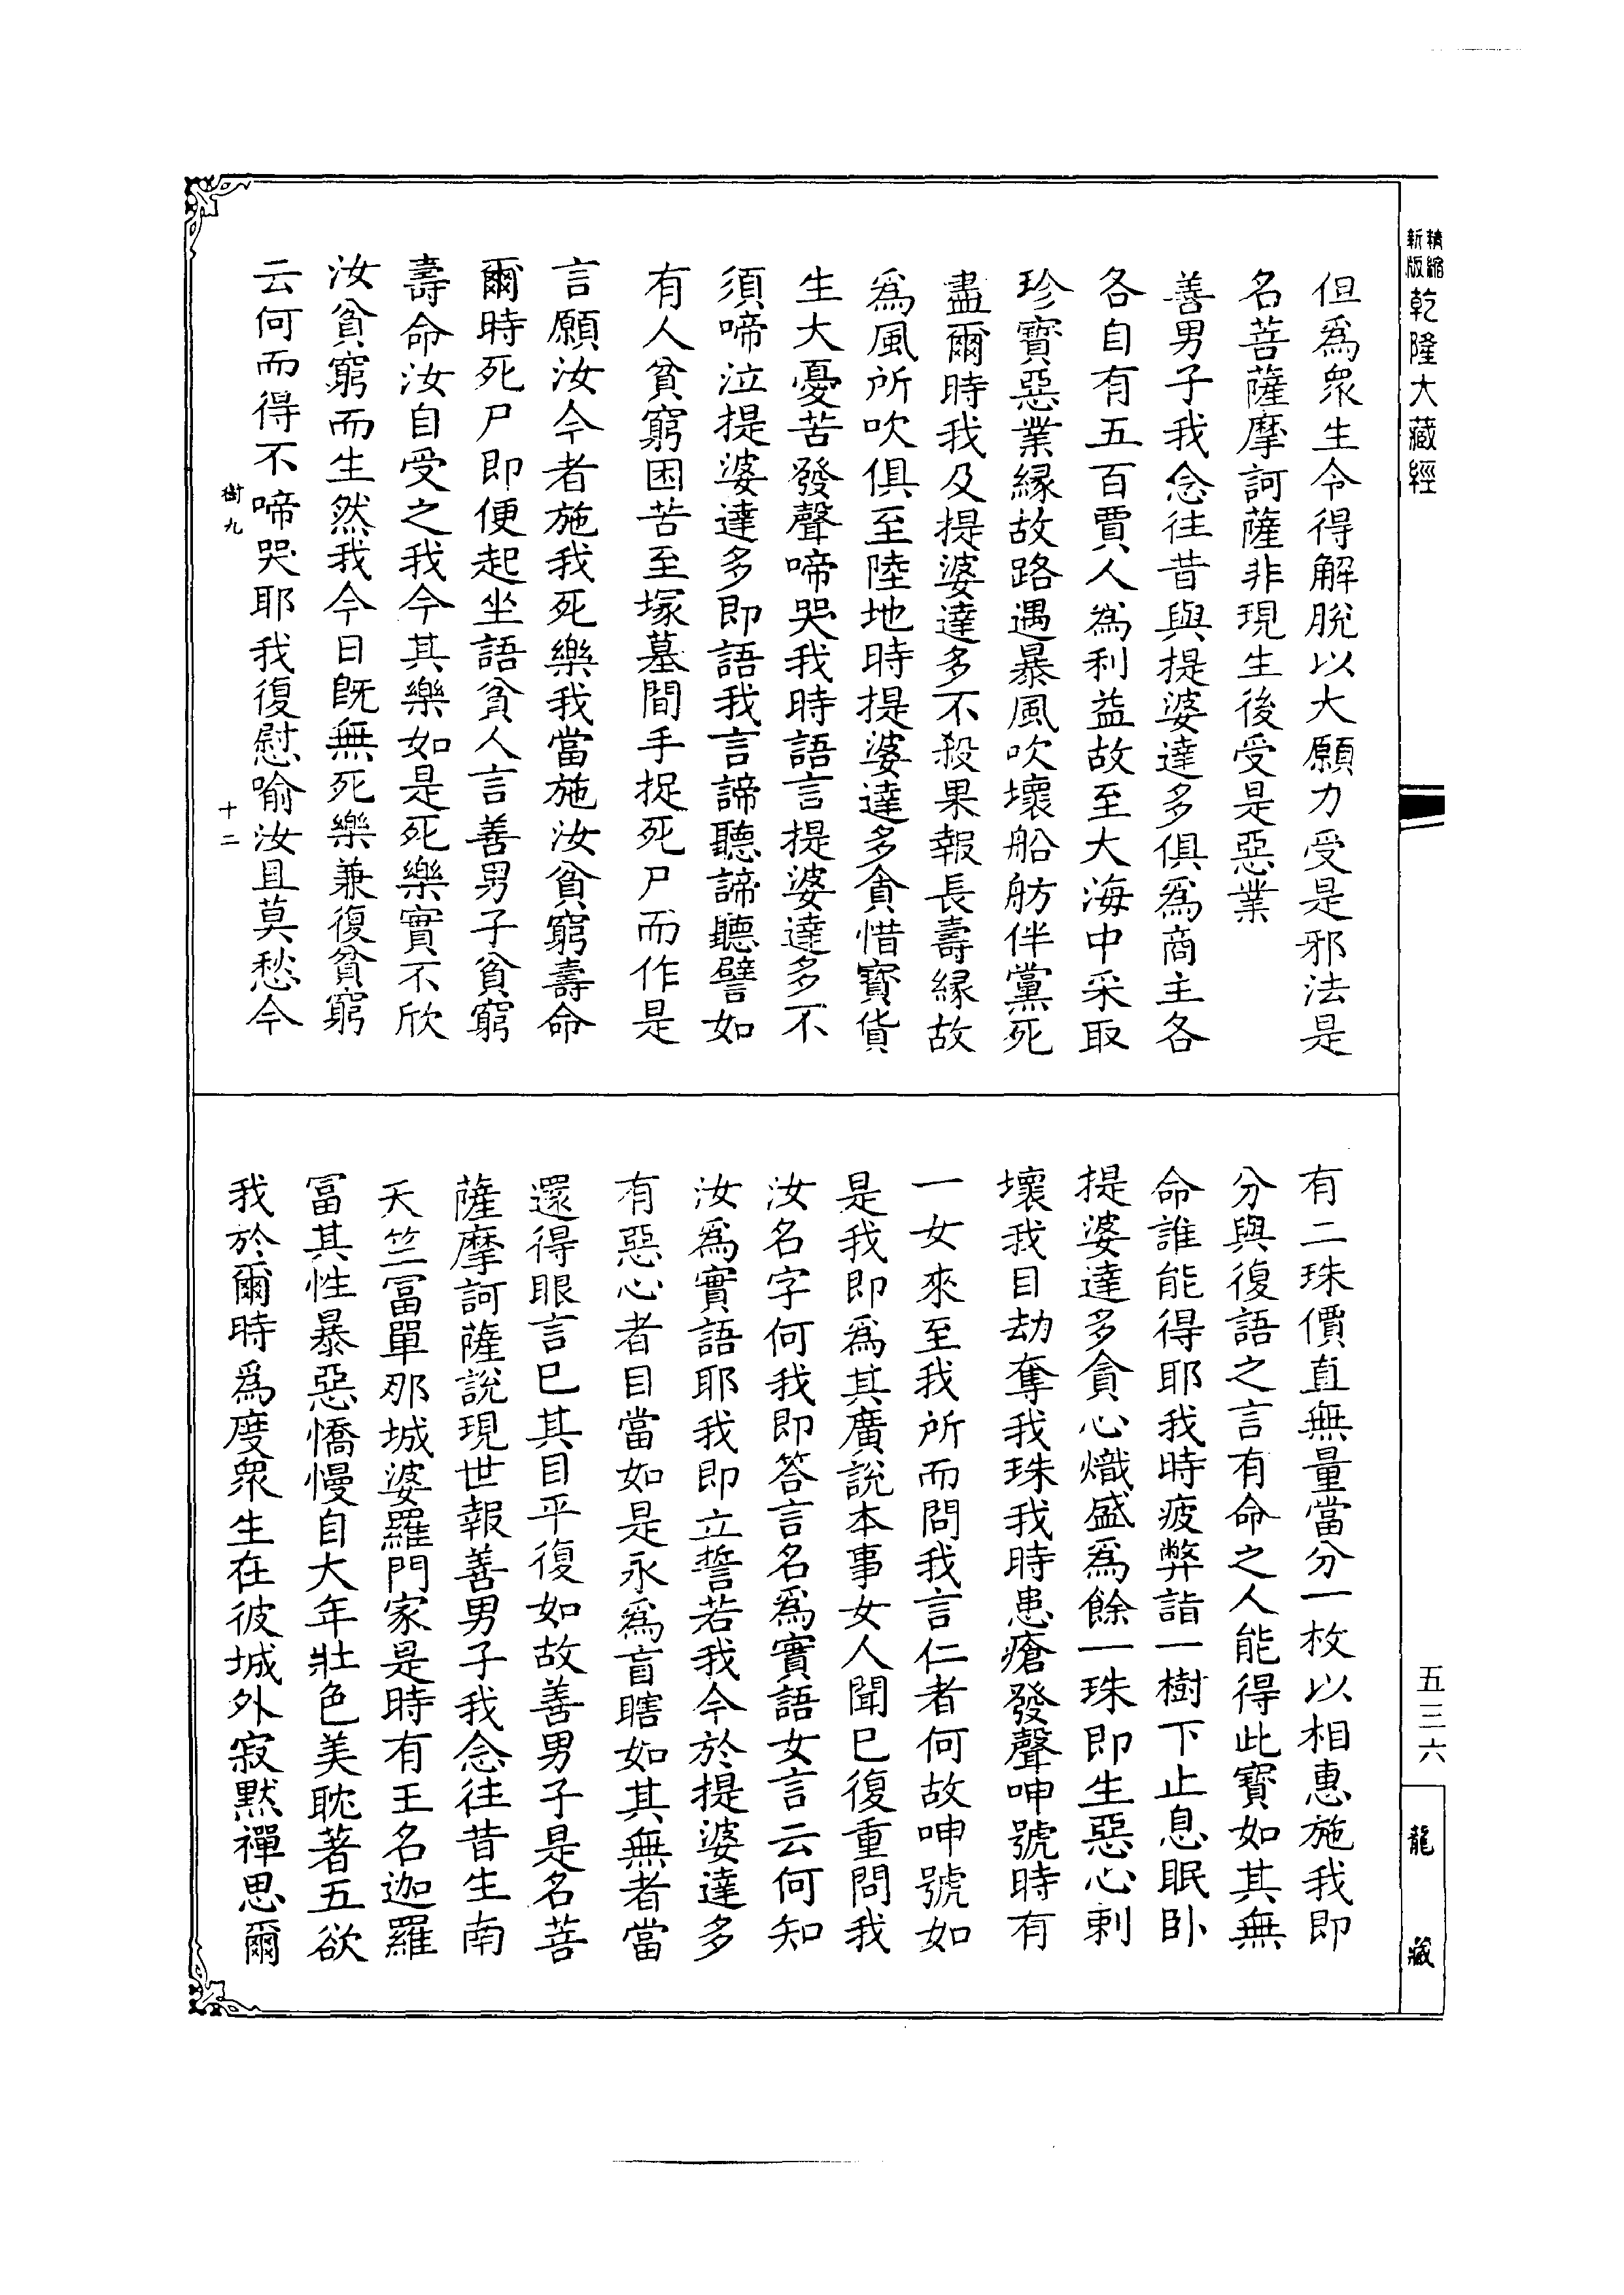 精縮
新版
乾隆大藏經
五三六
龍藏
但爲衆生令得解脫以大願力受是邪法是
名菩薩摩訶薩非現生後受是惡業
善男子我念往昔與提婆達多俱爲商主各
各自有五百賈人爲利益故至大海中采取
珍寶惡業緣故路遇暴風吹壞船舫伴黨死
盡爾時我及提婆達多不殺果報長壽緣故
爲風所吹俱至陸地時提婆達多貪惜寶貨
生大憂苦發聲啼哭我時語言提婆達多不
須啼泣提婆達多即語我言諦聽諦聽譬如
有人貧窮困苦至塚墓間手捉死尸而作是
言願汝今者施我死樂我當施汝貧窮壽命
爾時死尸即便起坐語貧人言善男子貧窮
壽命汝自受之我今其樂如是死樂實不欣
汝貧窮而生然我今日旣無死樂兼復貧窮
云何而得不啼哭耶我復慰喻汝且莫愁今
樹九
十二
有二珠價直無量當分一枚以相惠施我即
分與復語之言有命之人能得此寶如其無
命誰能得耶我時疲弊詣一樹下止息眠卧
提婆達多貪心熾盛爲餘一珠即生惡心刺
壞我目劫奪我珠我時患瘡發聲呻號時有
一女來至我所而問我言仁者何故呻號如
是我即爲其廣說本事女人聞已復重問我
汝名字何我即答言名爲實語女言云何知
汝爲實語耶我即立誓若我今於提婆達多
有惡心者目當如是永爲盲瞎如其無者當
還得眼言已其目平復如故善男子是名菩
薩摩訶薩說現世報善男子我念往昔生南
天竺富單那城婆羅門家是時有王名迦羅
富其性暴惡憍慢自大年壯色美耽著五欲
我於爾時爲度衆生在彼城外寂默禪思爾